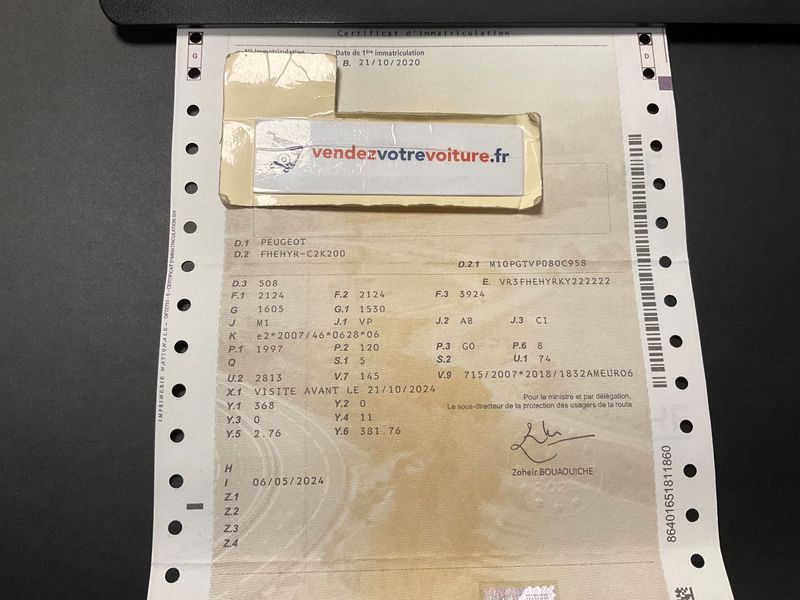 Certificat d'immatriculation
N° immatriculation
Date de 1ère immatriculation
B. 21/10/2020
G
D
vendezvotrevoiture.fr
D.1 PEUGEOT
D.2 FHEHYR-C2K200
D.2.1 M10PGTVP080C958
D.3 508
E. VR3FHEHYRKY222222
F.1 2124 F.2 2124 F.3 3924
G 1605 G.1 1530
J M1 J.1 VP J.2 AB J.3 CI
K e2*2007/46*0628*06
P.1 1997 P.2 120 P.3 GO P.6 8
Q S.1 5 S.2 U.1 74
U.2 2813 V.7 145 V.9 715/2007*2018/1832AMEURO6
X.1 VISITE AVANT LE 21/10/2024
Y.1 368 Y.2 0
Y.3 0 Y.4 11
Y.5 2.76 Y.6 381.76
Pour le ministre et par délégation,
Le sous-directeur de la protection des usagers de la route
Zoheir BOUAOUICHE
H
I 06/05/2024
Z.1
Z.2
Z.3
Z.4
86401651811860